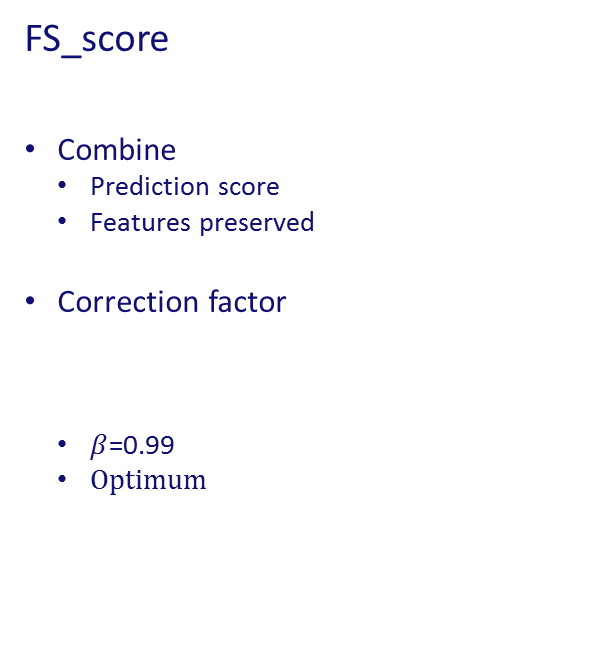 FS_score
• Combine
• Prediction score
• Features preserved
• Correction factor
• β=0.99
• Optimum